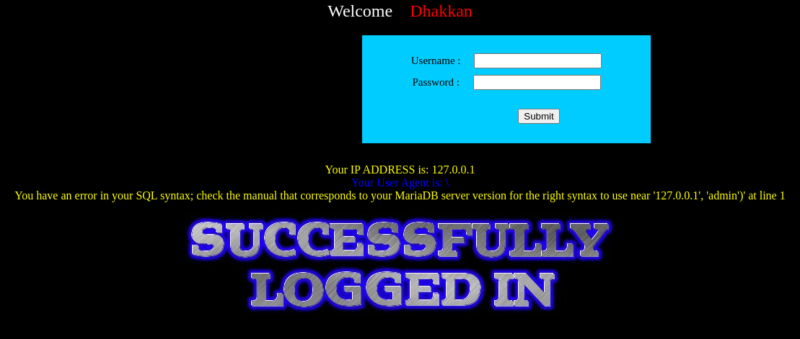 Welcome Dhakkan
Username :
Password :
Submit
Your IP ADDRESS is: 127.0.0.1
Your User Agent is:
You have an error in your SQL syntax; check the manual that corresponds to your MariaDB server version for the right syntax to use near '127.0.0.1', 'admin')' at line 1
SUCCESSFULLY
LOGGED IN